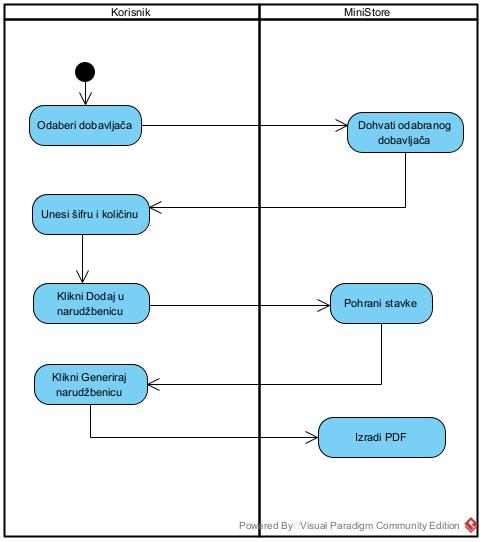 Korisnik
MiniStore
Odaberi dobavljača
Dohvati odabranog
dobavljača
Unesi šifru i količinu
Klikni Dodaj u
narudžbenicu
Pohrani stavke
Klikni Generiraj
narudžbenicu
Izradi PDF
Powered By Visual Paradigm Community Edition